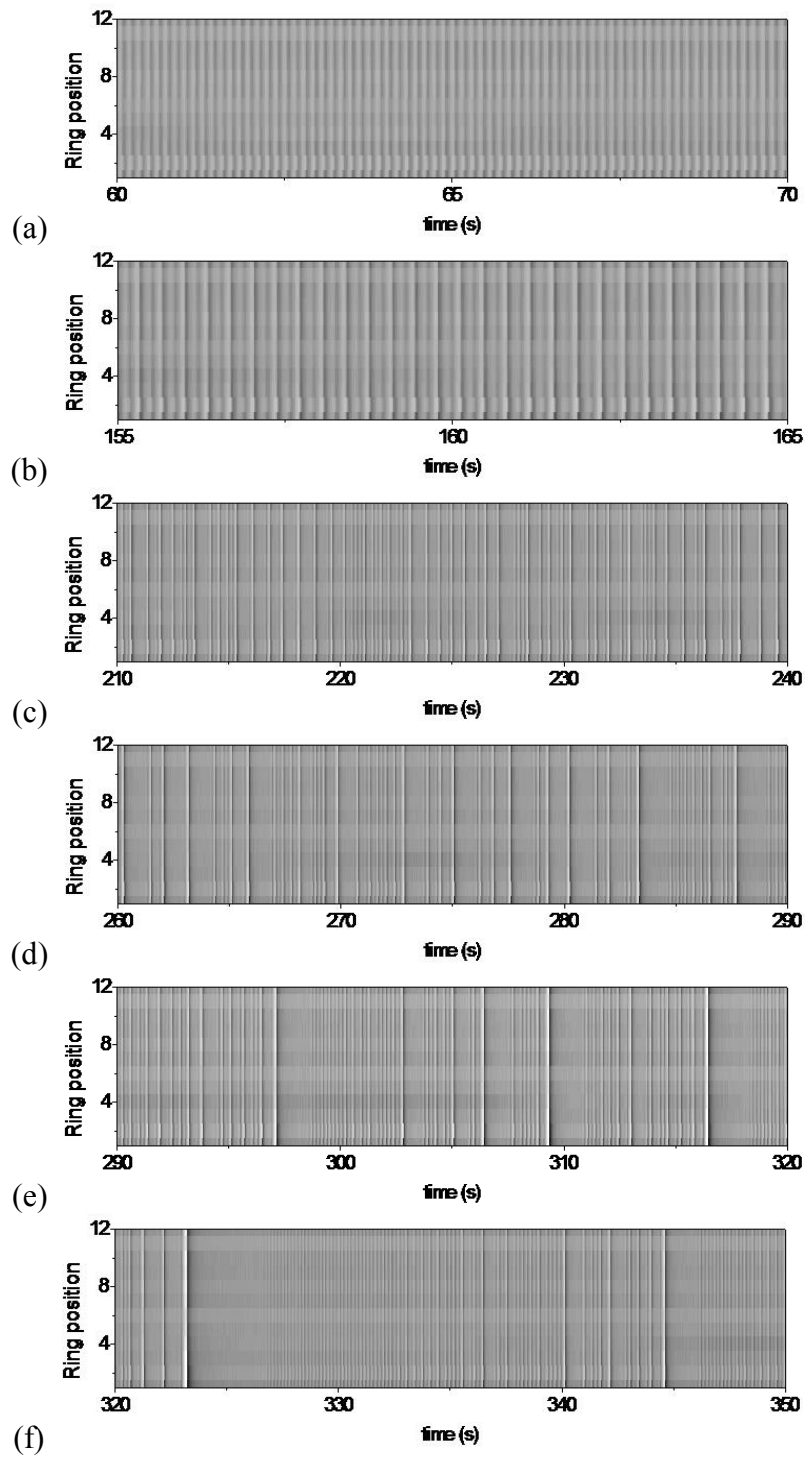 12
8
4
Ring position
60 65 70
time (s)
(a)
12
8
4
Ring position
155 160 165
time (s)
(b)
12
8
4
Ring position
210 220 230 240
time (s)
(c)
12
8
4
Ring position
260 270 280 290
time (s)
(d)
12
8
4
Ring position
290 300 310 320
time (s)
(e)
12
8
4
Ring position
320 330 340 350
time (s)
(f)